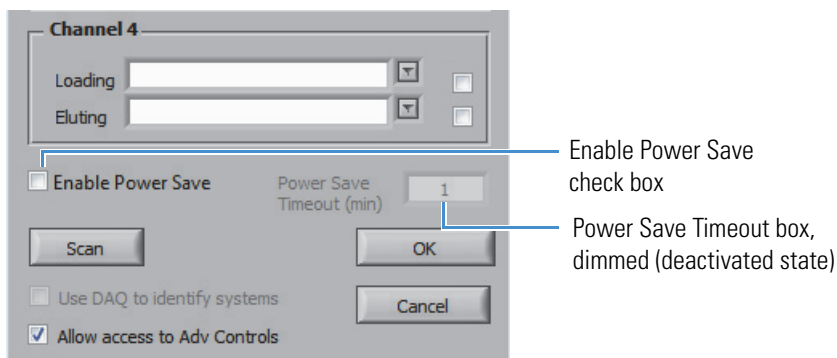 Channel 4
Loading
Eluting
Enable Power Save
Power Save
Timeout (min)
1
Scan
OK
Use DAQ to identify systems
Cancel
Allow access to Adv Controls
Enable Power Save
check box
Power Save Timeout box,
dimmed (deactivated state)